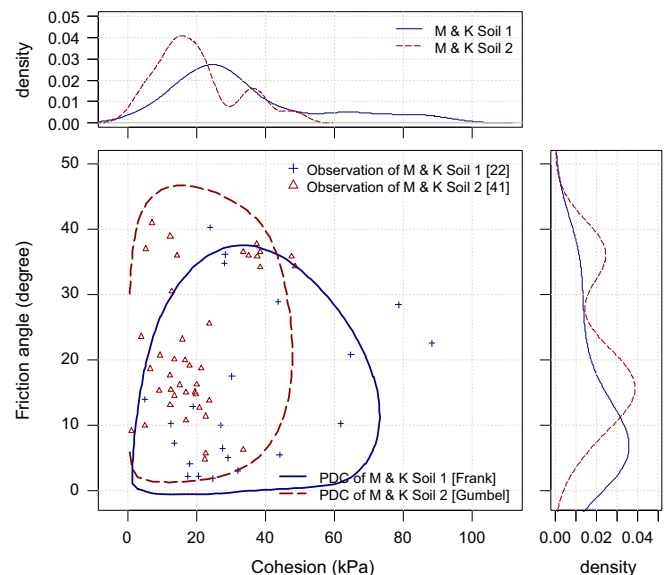 0.05
0.04
0.03
0.02
0.01
0.00
density
M & K Soil 1
M & K Soil 2
50
40
30
20
10
0
Friction angle (degree)
Observation of M & K Soil 1 [22]
Observation of M & K Soil 2 [41]
PDC of M & K Soil 1 [Frank]
PDC of M & K Soil 2 [Gumbel]
0 20 40 60 80 100
Cohesion (kPa)
0.00 0.02 0.04
density